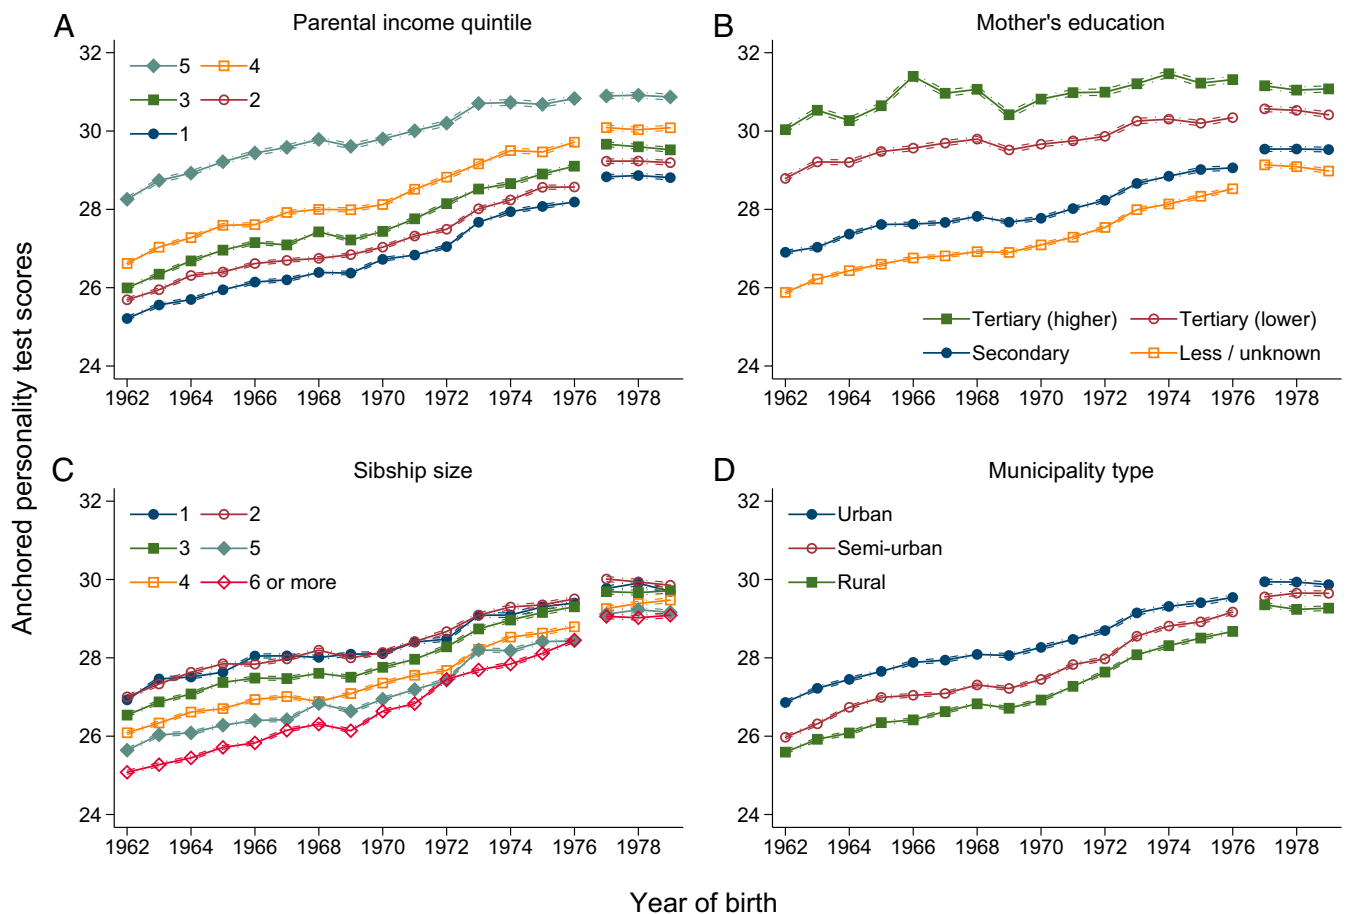 A
Parental income quintile
32
30
28
26
24
5
4
3
2
1
1962 1964 1966 1968 1970 1972 1974 1976 1978
B
Mother's education
32
30
28
26
24
Tertiary (higher)
Tertiary (lower)
Secondary
Less / unknown
1962 1964 1966 1968 1970 1972 1974 1976 1978
Anchored personality test scores
C
Sibship size
32
30
28
26
24
1
2
3
5
4
6 or more
1962 1964 1966 1968 1970 1972 1974 1976 1978
D
Municipality type
32
30
28
26
24
Urban
Semi-urban
Rural
1962 1964 1966 1968 1970 1972 1974 1976 1978
Year of birth